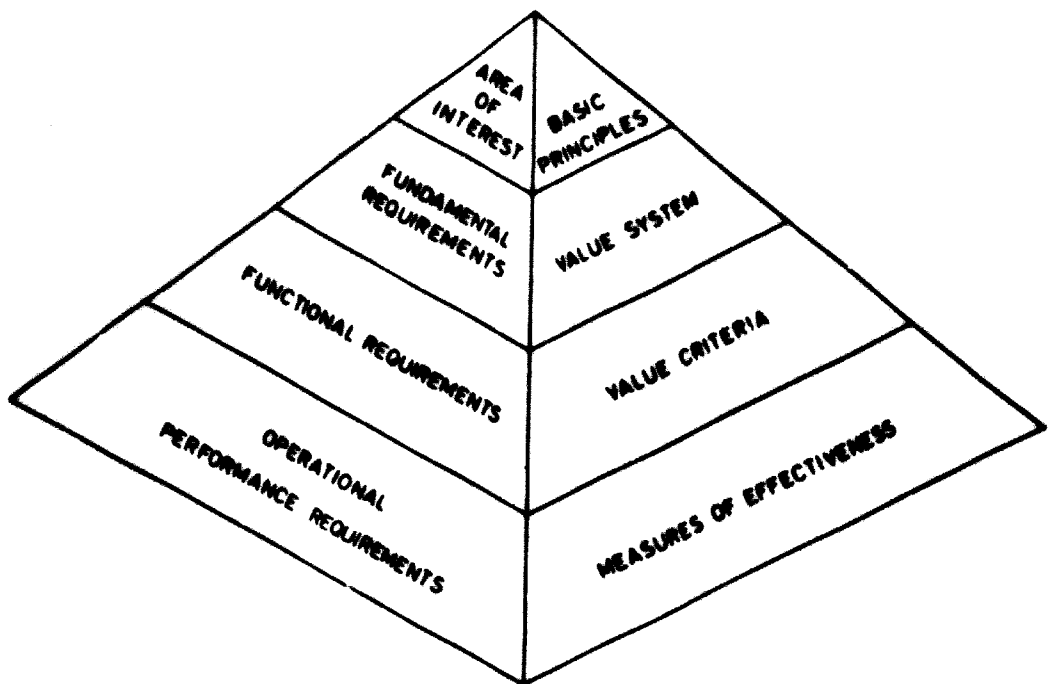 AREA
OF
INTEREST
BASIC
PRINCIPLES
FUNDAMENTAL
REQUIREMENTS
VALUE SYSTEM
FUNCTIONAL REQUIREMENTS
VALUE CRITERIA
OPERATIONAL
PERFORMANCE REQUIREMENTS
MEASURES OF EFFECTIVENESS